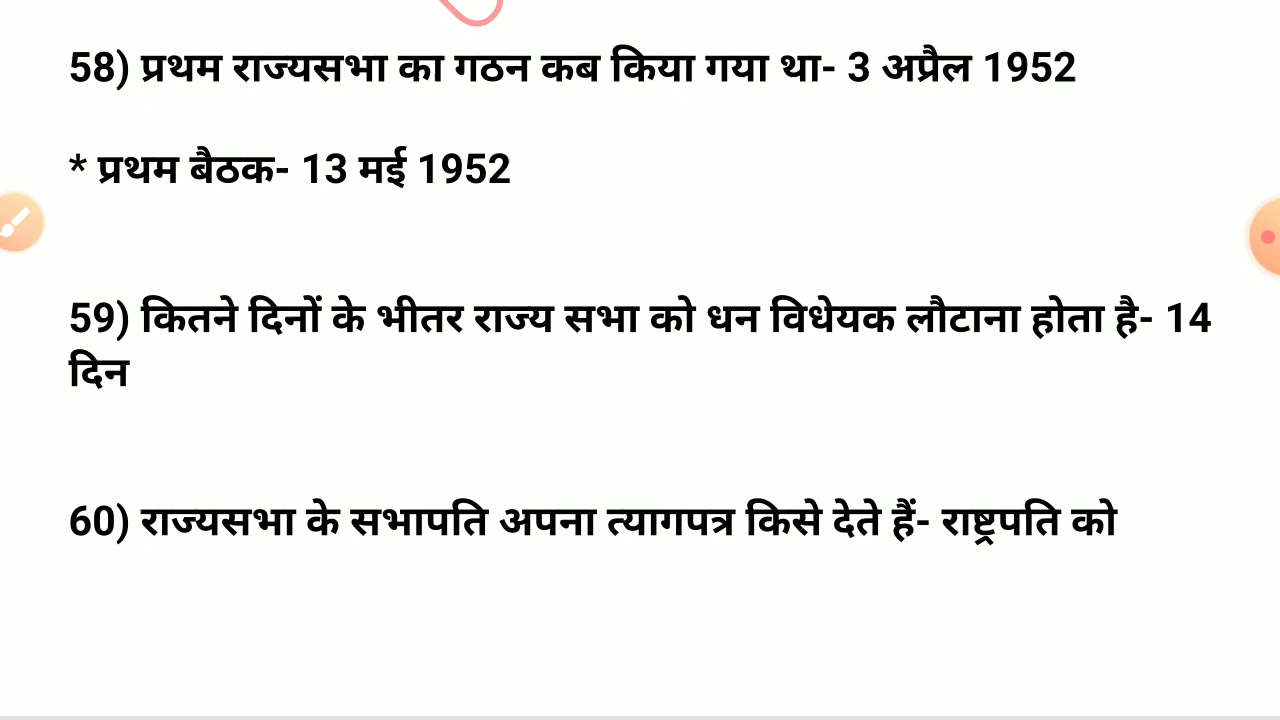 58) प्रथम राज्यसभा का गठन कब किया गया था- 3 अप्रैल 1952
* प्रथम बैठक- 13 मई 1952
59) कितने दिनों के भीतर राज्य सभा को धन विधेयक लौटाना होता है- 14
दिन
60) राज्यसभा के सभापति अपना त्यागपत्र किसे देते हैं- राष्ट्रपति को